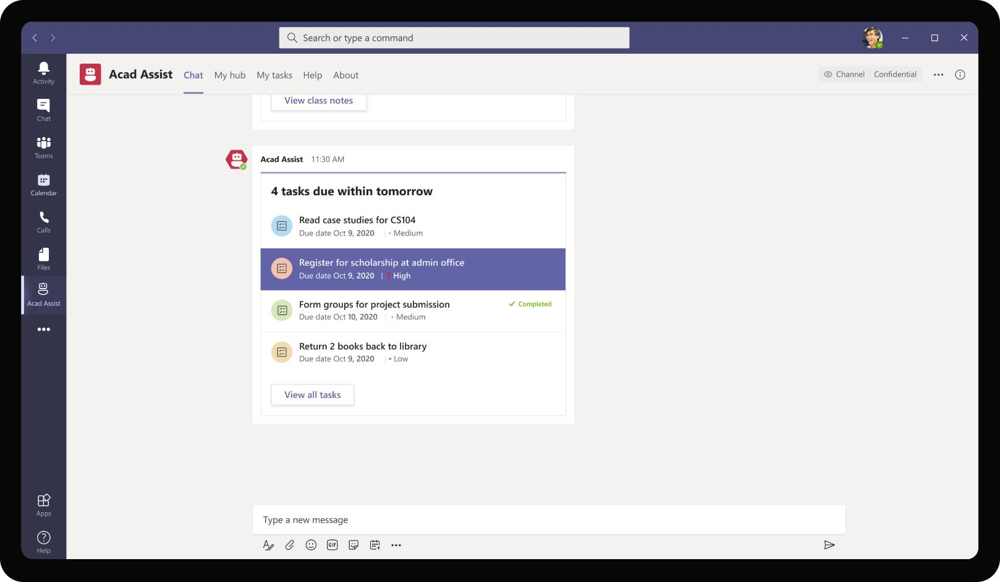 Search or type a command
Activity
Chat
Teams
Calendar
Calls
Files
Acad Assist
Apps
Help
Acad Assist Chat My hub My tasks Help About
Channel Confidential
View class notes
Acad Assist 11:30 AM
4 tasks due within tomorrow
Read case studies for CS104
Due date Oct 9, 2020 | • Medium
Register for scholarship at admin office
Due date Oct 9, 2020 | ! High
Form groups for project submission
Completed
Due date Oct 10, 2020 | • Medium
Return 2 books back to library
Due date Oct 9, 2020 | • Low
View all tasks
Type a new message
GIF